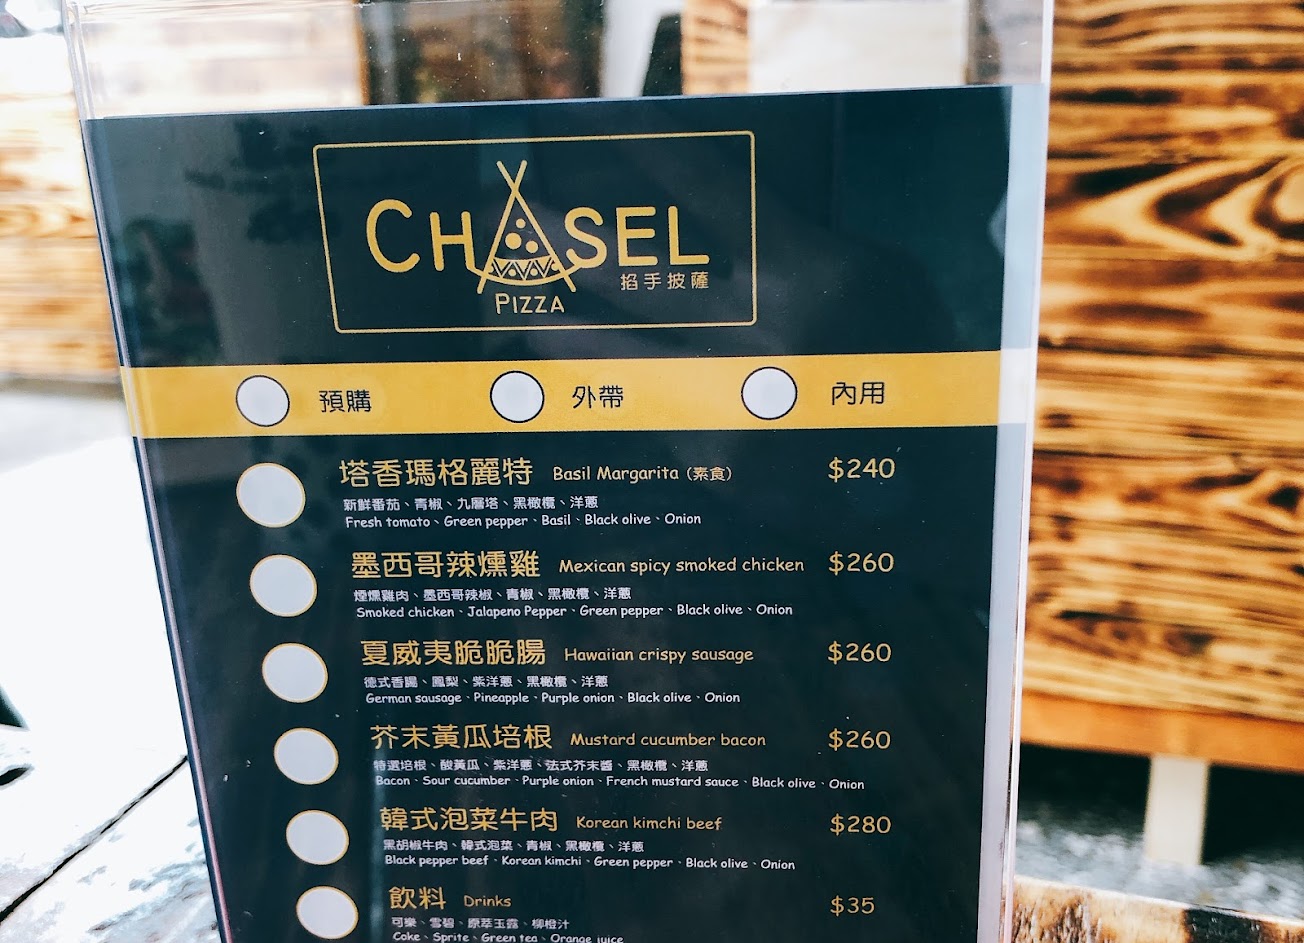 CHASEL
掐手披薩
PIZZA
預購 外帶 內用
塔香瑪格麗特 Basil Margarita (素食) $240
新鮮番茄、青椒、九層塔、黑橄欖、洋蔥
Fresh tomato、Green pepper、Basil、Black olive、Onion
墨西哥辣燻雞 Mexican spicy smoked chicken $260
煙燻雞肉、墨西哥辣椒、青椒、黑橄欖、洋蔥
Smoked chicken、Jalapeno Pepper、Green pepper、Black olive、Onion
夏威夷脆脆腸 Hawaiian crispy sausage $260
德式香腸、鳳梨、紫洋蔥、黑橄欖、洋蔥
German sausage、Pineapple、Purple onion、Black olive、Onion
芥末黃瓜培根 Mustard cucumber bacon $260
特選培根、酸黃瓜、紫洋蔥、法式芥末醬、黑橄欖、洋蔥
Bacon、Sour cucumber、Purple onion、French mustard sauce、Black olive、Onion
韓式泡菜牛肉 Korean kimchi beef $280
黑胡椒牛肉、韓式泡菜、青椒、黑橄欖、洋蔥
Black pepper beef、Korean kimchi、Green pepper、Black olive、Onion
飲料 Drinks $35
可樂、雪碧、原萃玉露、柳橙汁
Coke、Sprite、Green tea、Orange juice